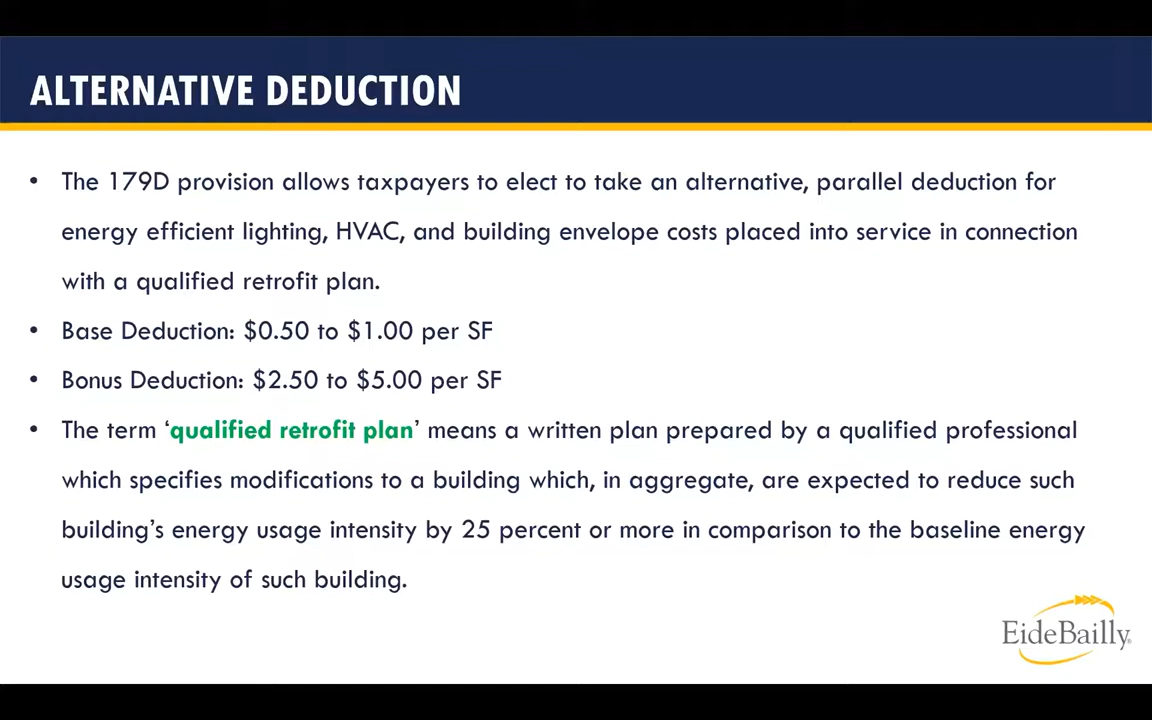 ALTERNATIVE DEDUCTION
• The 179D provision allows taxpayers to elect to take an alternative, parallel deduction for
energy efficient lighting, HVAC, and building envelope costs placed into service in connection
with a qualified retrofit plan.
• Base Deduction: $0.50 to $1.00 per SF
• Bonus Deduction: $2.50 to $5.00 per SF
• The term ‘qualified retrofit plan’ means a written plan prepared by a qualified professional
which specifies modifications to a building which, in aggregate, are expected to reduce such
building’s energy usage intensity by 25 percent or more in comparison to the baseline energy
usage intensity of such building.
EideBailly